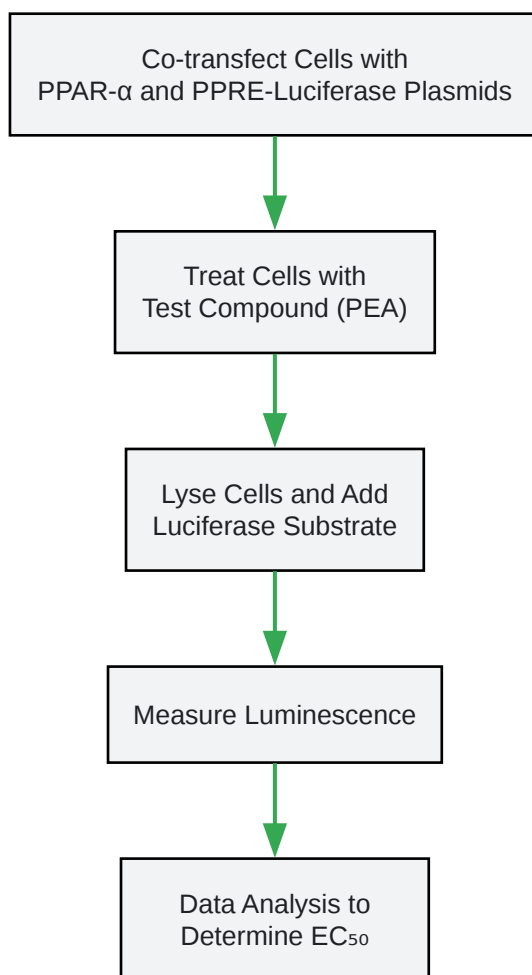 Co-transfect Cells with
PPAR-α and PPRE-Luciferase Plasmids
Treat Cells with
Test Compound (PEA)
Lyse Cells and Add
Luciferase Substrate
Measure Luminescence
Data Analysis to
Determine EC₅₀